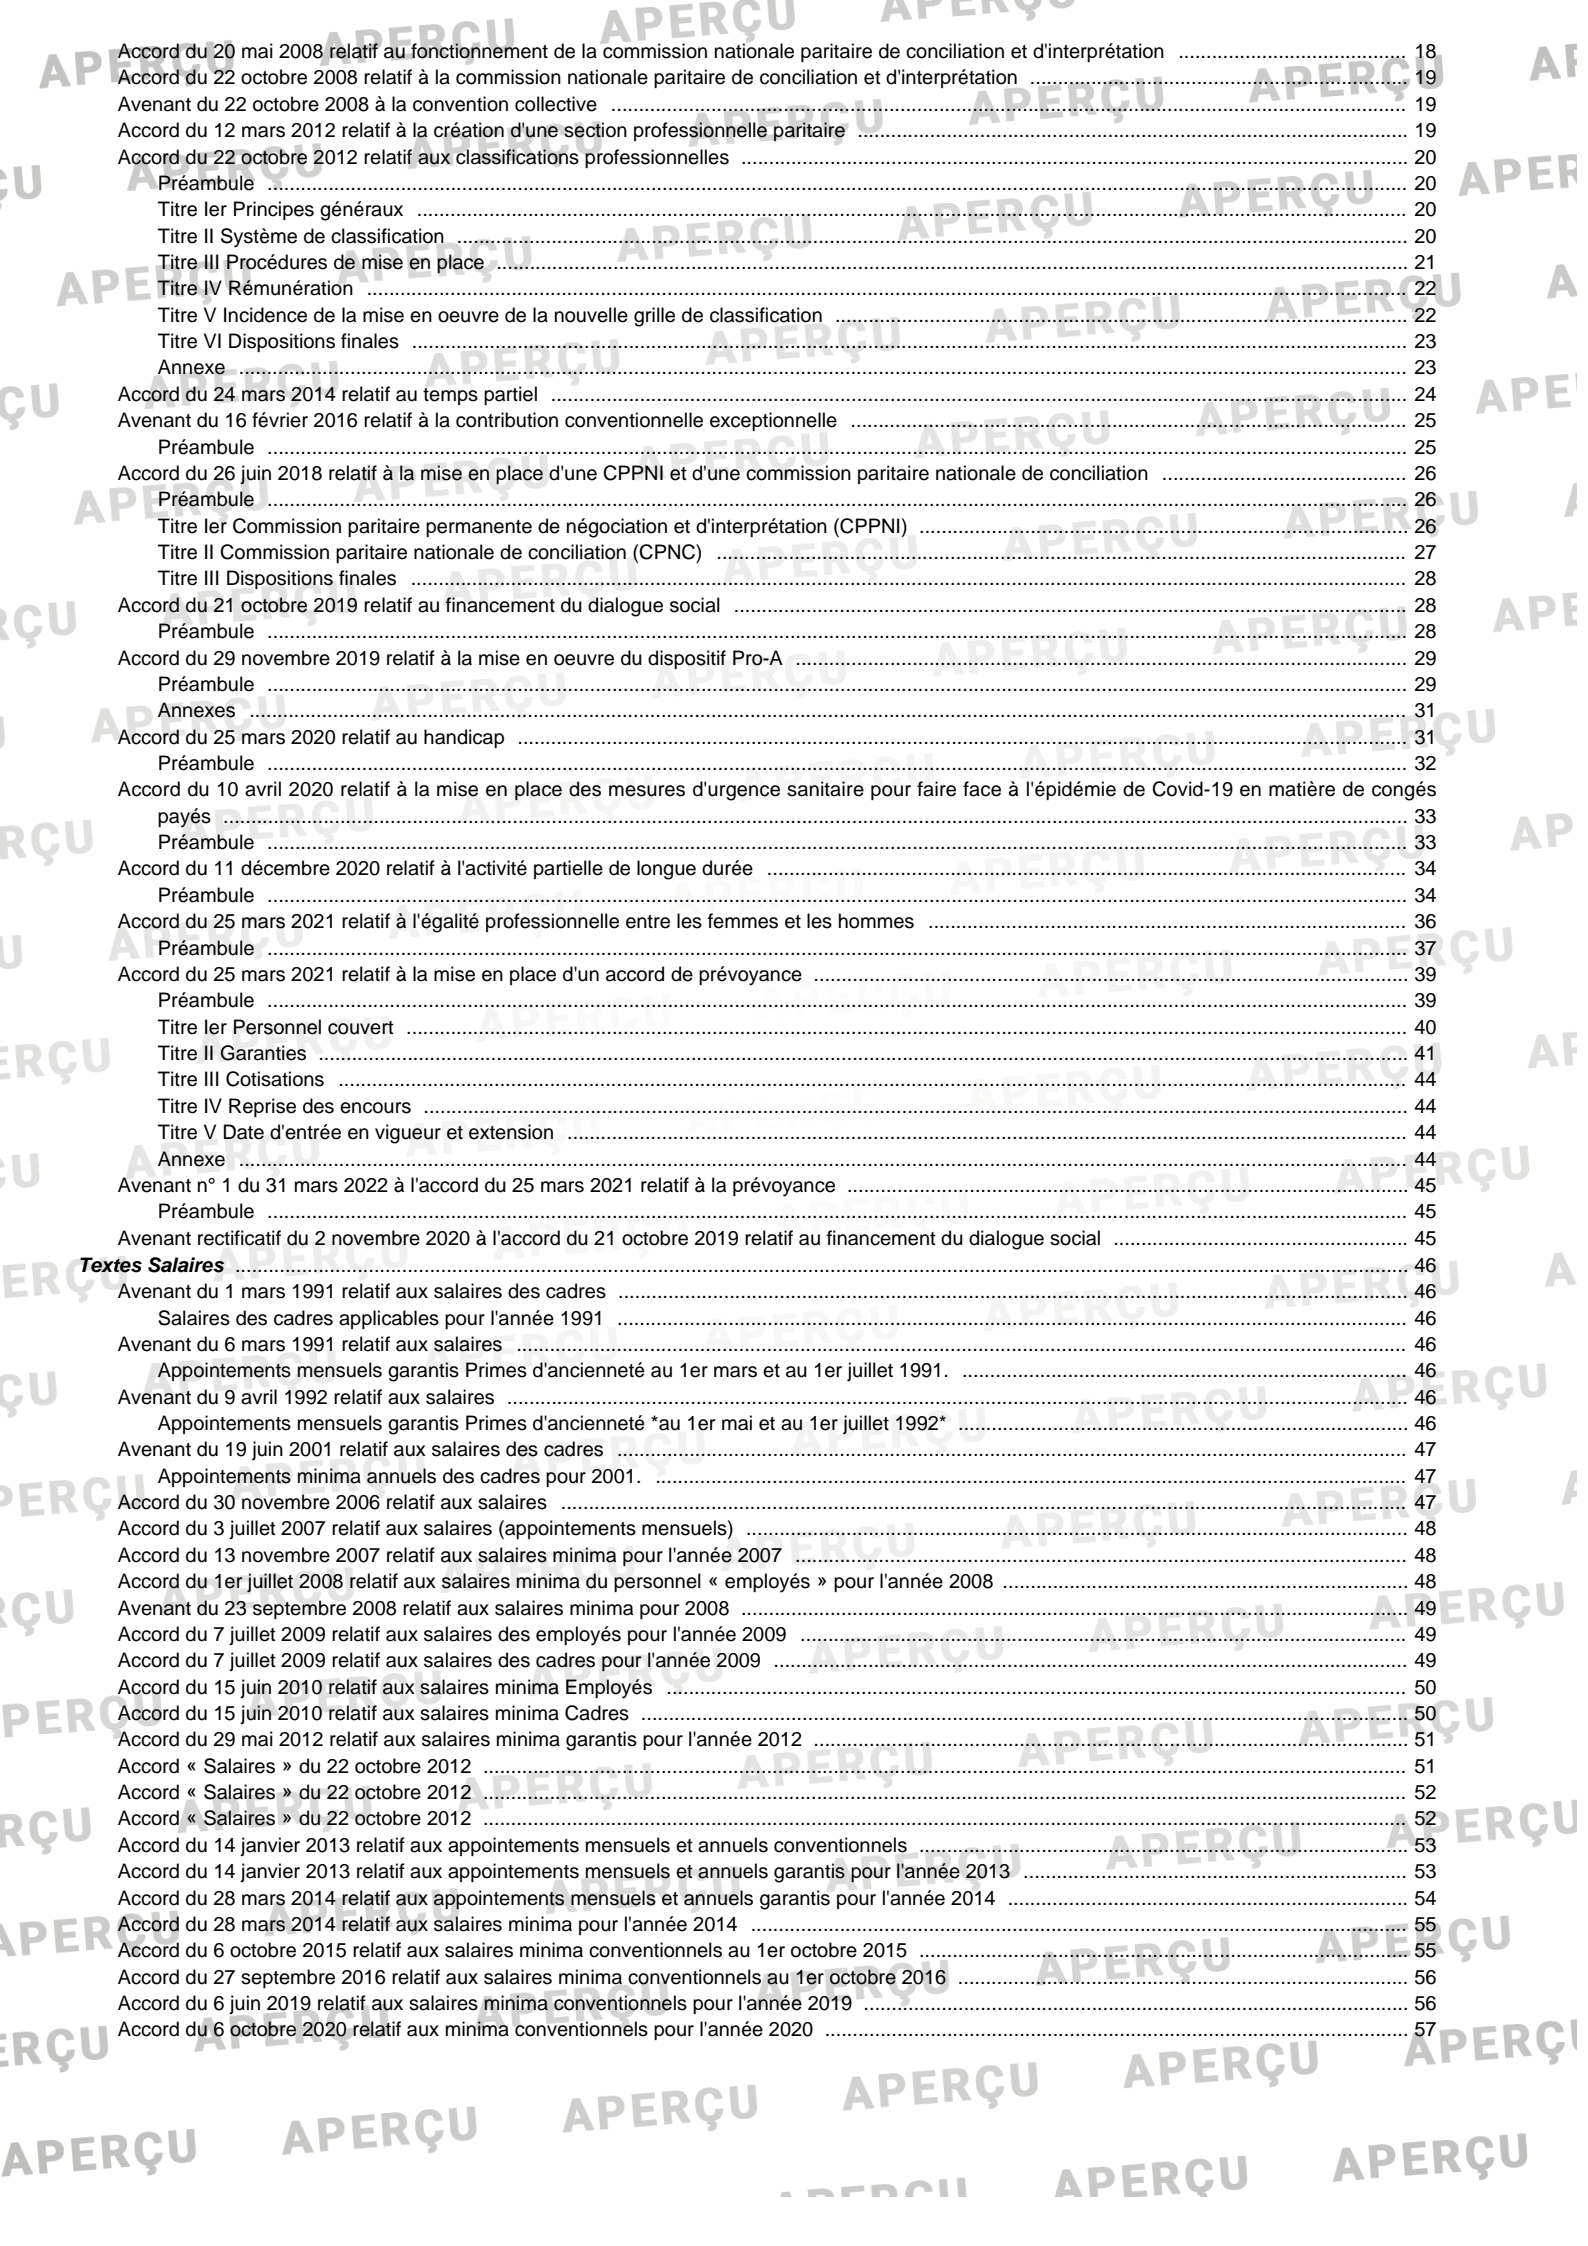 Accord du 20 mai 2008 relatif au fonctionnement de la commission nationale paritaire de conciliation et d'interprétation 18
Accord du 22 octobre 2008 relatif à la commission nationale paritaire de conciliation et d'interprétation 19
Avenant du 22 octobre 2008 à la convention collective 19
Accord du 12 mars 2012 relatif à la création d'une section professionnelle paritaire 19
Accord du 22 octobre 2012 relatif aux classifications professionnelles 20
Préambule 20
Titre Ier Principes généraux 20
Titre II Système de classification 20
Titre III Procédures de mise en place 21
Titre IV Rémunération 22
Titre V Incidence de la mise en oeuvre de la nouvelle grille de classification 22
Titre VI Dispositions finales 23
Annexe 23
Accord du 24 mars 2014 relatif au temps partiel 24
Avenant du 16 février 2016 relatif à la contribution conventionnelle exceptionnelle 25
Préambule 25
Accord du 26 juin 2018 relatif à la mise en place d'une CPPNI et d'une commission paritaire nationale de conciliation 26
Préambule 26
Titre Ier Commission paritaire permanente de négociation et d'interprétation (CPPNI) 26
Titre II Commission paritaire nationale de conciliation (CPNC) 27
Titre III Dispositions finales 28
Accord du 21 octobre 2019 relatif au financement du dialogue social 28
Préambule 28
Accord du 29 novembre 2019 relatif à la mise en oeuvre du dispositif Pro-A 29
Préambule 29
Annexes 31
Accord du 25 mars 2020 relatif au handicap 31
Préambule 32
Accord du 10 avril 2020 relatif à la mise en place des mesures d'urgence sanitaire pour faire face à l'épidémie de Covid-19 en matière de congés
payés 33
Préambule 33
Accord du 11 décembre 2020 relatif à l'activité partielle de longue durée 34
Préambule 34
Accord du 25 mars 2021 relatif à l'égalité professionnelle entre les femmes et les hommes 36
Préambule 37
Accord du 25 mars 2021 relatif à la mise en place d'un accord de prévoyance 39
Préambule 39
Titre Ier Personnel couvert 40
Titre II Garanties 41
Titre III Cotisations 44
Titre IV Reprise des encours 44
Titre V Date d'entrée en vigueur et extension 44
Annexe 44
Avenant n° 1 du 31 mars 2022 à l'accord du 25 mars 2021 relatif à la prévoyance 45
Préambule 45
Avenant rectificatif du 2 novembre 2020 à l'accord du 21 octobre 2019 relatif au financement du dialogue social 45
Textes Salaires 46
Avenant du 1 mars 1991 relatif aux salaires des cadres 46
Salaires des cadres applicables pour l'année 1991 46
Avenant du 6 mars 1991 relatif aux salaires 46
Appointements mensuels garantis Primes d'ancienneté au 1er mars et au 1er juillet 1991. 46
Avenant du 9 avril 1992 relatif aux salaires 46
Appointements mensuels garantis Primes d'ancienneté *au 1er mai et au 1er juillet 1992* 46
Avenant du 19 juin 2001 relatif aux salaires des cadres 47
Appointements minima annuels des cadres pour 2001. 47
Accord du 30 novembre 2006 relatif aux salaires 47
Accord du 3 juillet 2007 relatif aux salaires (appointements mensuels) 48
Accord du 13 novembre 2007 relatif aux salaires minima pour l'année 2007 48
Accord du 1er juillet 2008 relatif aux salaires minima du personnel « employés » pour l'année 2008 48
Avenant du 23 septembre 2008 relatif aux salaires minima pour 2008 49
Accord du 7 juillet 2009 relatif aux salaires des employés pour l'année 2009 49
Accord du 7 juillet 2009 relatif aux salaires des cadres pour l'année 2009 49
Accord du 15 juin 2010 relatif aux salaires minima Employés 50
Accord du 15 juin 2010 relatif aux salaires minima Cadres 50
Accord du 29 mai 2012 relatif aux salaires minima garantis pour l'année 2012 51
Accord « Salaires » du 22 octobre 2012 51
Accord « Salaires » du 22 octobre 2012 52
Accord « Salaires » du 22 octobre 2012 52
Accord du 14 janvier 2013 relatif aux appointements mensuels et annuels conventionnels 53
Accord du 14 janvier 2013 relatif aux appointements mensuels et annuels garantis pour l'année 2013 53
Accord du 28 mars 2014 relatif aux appointements mensuels et annuels garantis pour l'année 2014 54
Accord du 28 mars 2014 relatif aux salaires minima pour l'année 2014 55
Accord du 6 octobre 2015 relatif aux salaires minima conventionnels au 1er octobre 2015 55
Accord du 27 septembre 2016 relatif aux salaires minima conventionnels au 1er octobre 2016 56
Accord du 6 juin 2019 relatif aux salaires minima conventionnels pour l'année 2019 56
Accord du 6 octobre 2020 relatif aux minima conventionnels pour l'année 2020 57
APERÇU